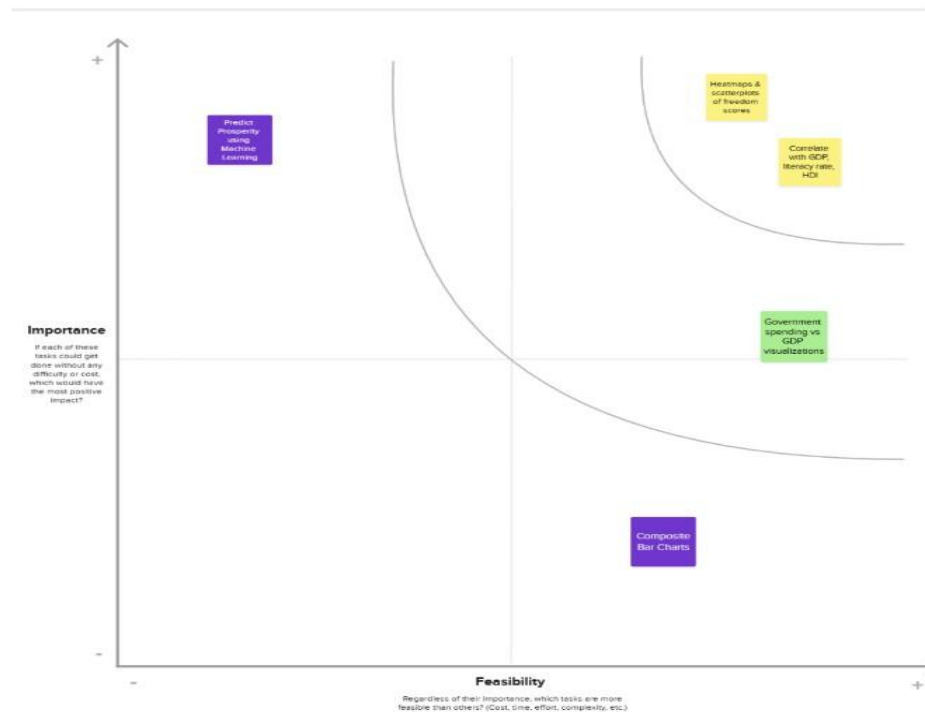 +
Heatmaps &
scatterplots
of freedom
scores
Predict
Prosperity
using
Machine
Learning
Correlate
with GDP,
literacy rate,
HDI
Importance
If each of these
tasks could get
done without any
difficulty or cost,
which would have
the most positive
impact?
Government
spending vs
GDP
visualizations
Composite
Bar Charts
-
-
Feasibility
+
Regardless of their importance, which tasks are more
feasible than others? (Cost, time, effort, complexity, etc.)